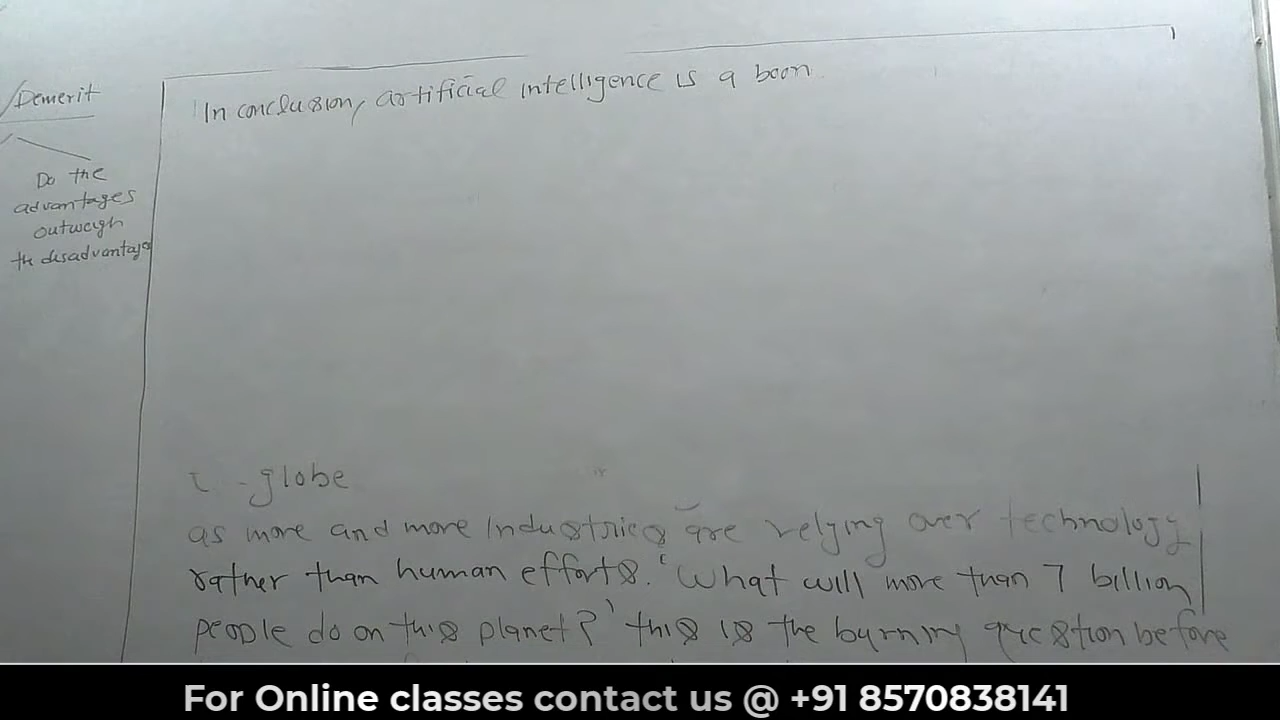 /Demerit
Do the
advantages
outweigh
the disadvantage
In conclusion, artificial intelligence is a boon.
globe
as more and more industries are relying over technology
rather than human efforts. 'What will more than 7 billion
people do on this planet?' this is the burning question before
For Online classes contact us @ +91 8570838141